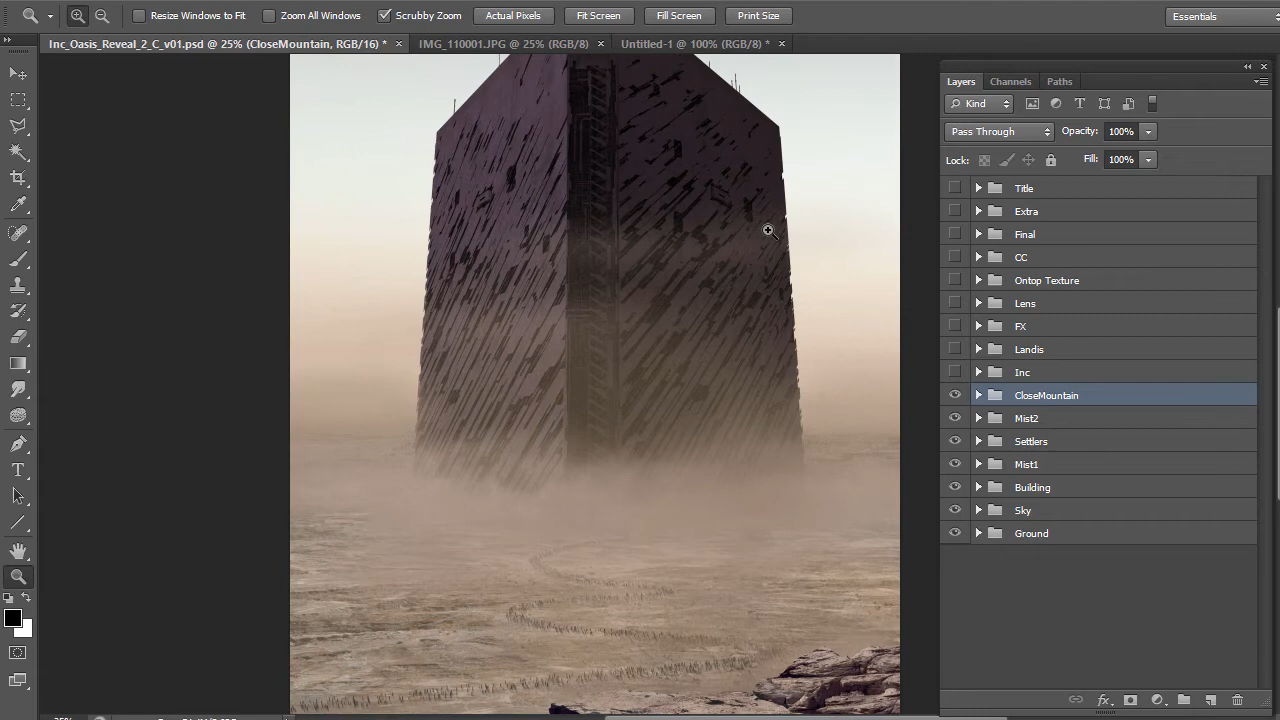 Resize Windows to Fit Zoom All Windows Scrubby Zoom Actual Pixels Fit Screen Fill Screen Print Size Essentials
Inc_Oasis_Reveal_2_C_v01.psd @ 25% (CloseMountain, RGB/16) * × IMG_110001.JPG @ 25% (RGB/8) × Untitled-1 @ 100% (RGB/8) * ×
Layers Channels Paths
Kind
Pass Through Opacity: 100%
Lock: Fill: 100%
Title
Extra
Final
CC
Ontop Texture
Lens
FX
Landis
Inc
CloseMountain
Mist2
Settlers
Mist1
Building
Sky
Ground